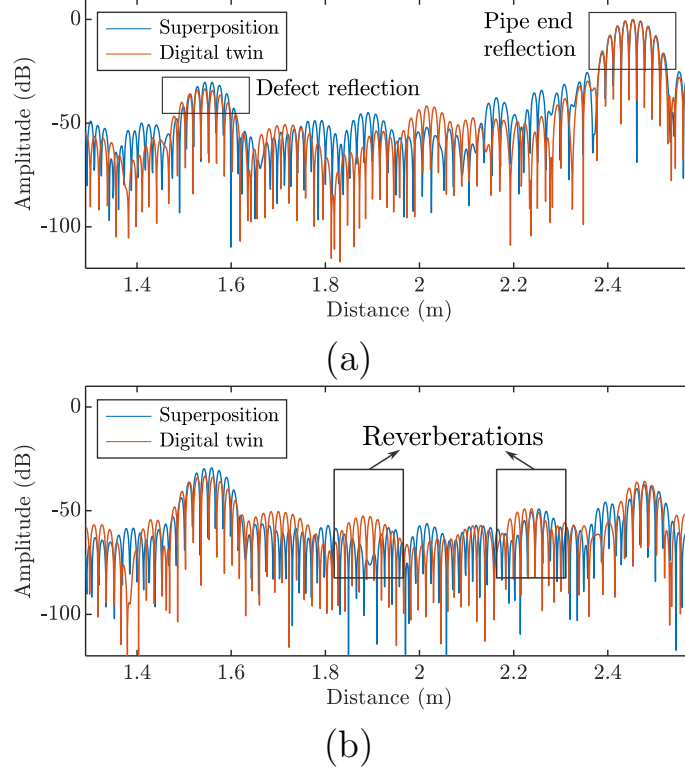 Superposition
Digital twin
Defect reflection
Pipe end
reflection
Amplitude (dB)
0
-50
-100
1.4 1.6 1.8 2 2.2 2.4
Distance (m)
(a)
Superposition
Digital twin
Reverberations
Amplitude (dB)
0
-50
-100
1.4 1.6 1.8 2 2.2 2.4
Distance (m)
(b)